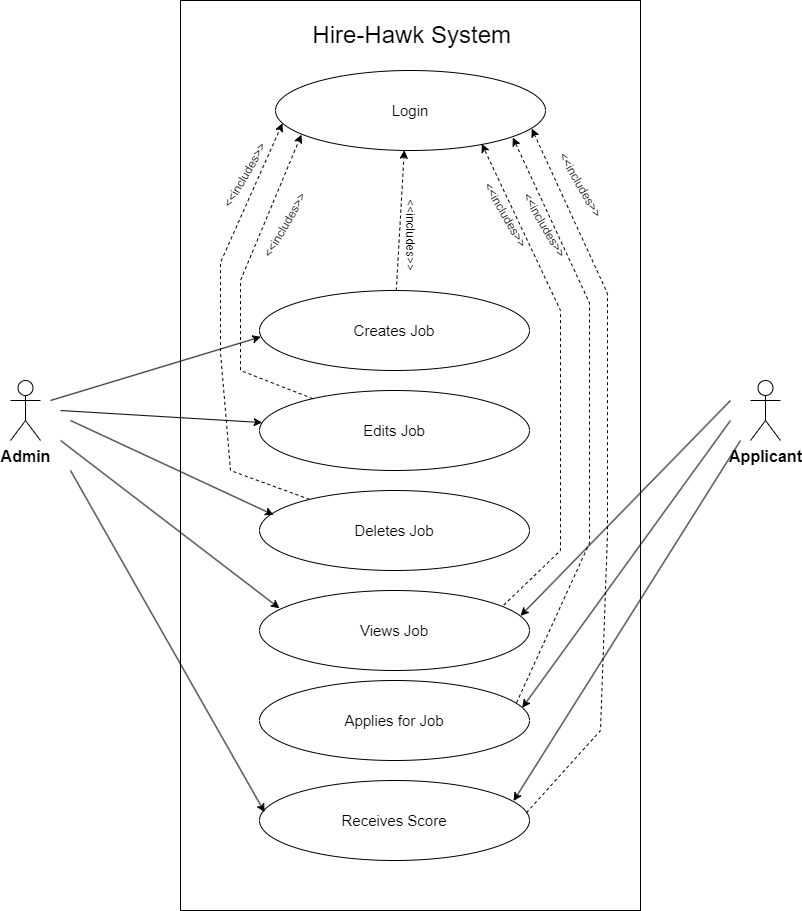 Hire-Hawk System
Login
<<includes>>
<<includes>>
<<includes>>
<<includes>>
<<includes>>
<<includes>>
Creates Job
Edits Job
Admin
Applicant
Deletes Job
Views Job
Applies for Job
Receives Score